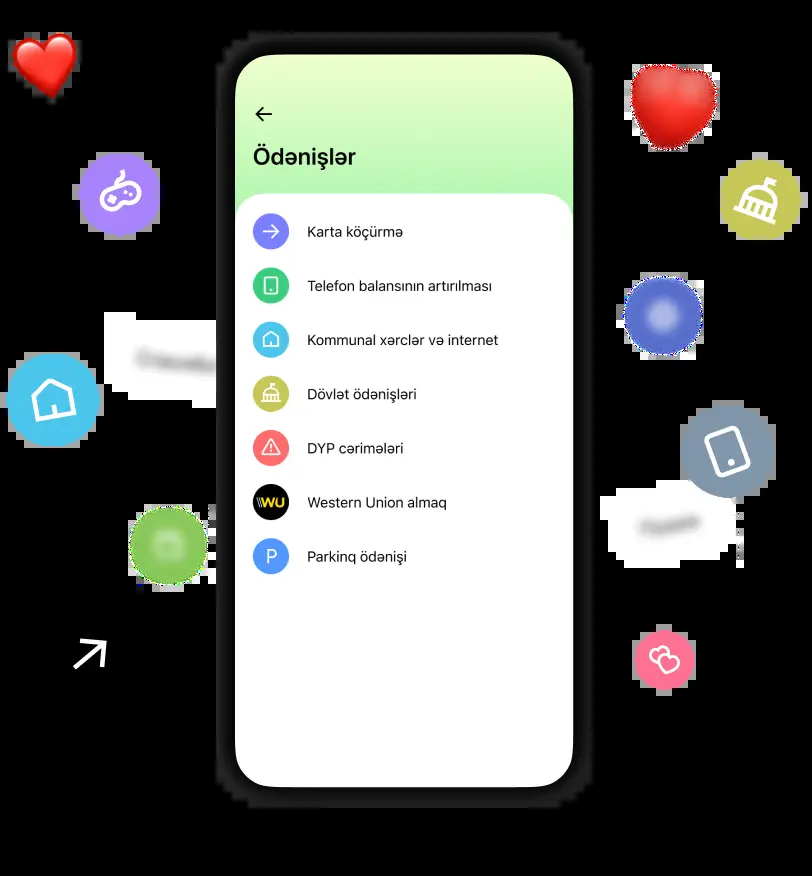 Ödənişlər
Karta köçürmə
Telefon balansının artırılması
Kommunal xərclər və internet
Dövlət ödənişləri
DYP cərimələri
WU Western Union almaq
P Parkinq ödənişi